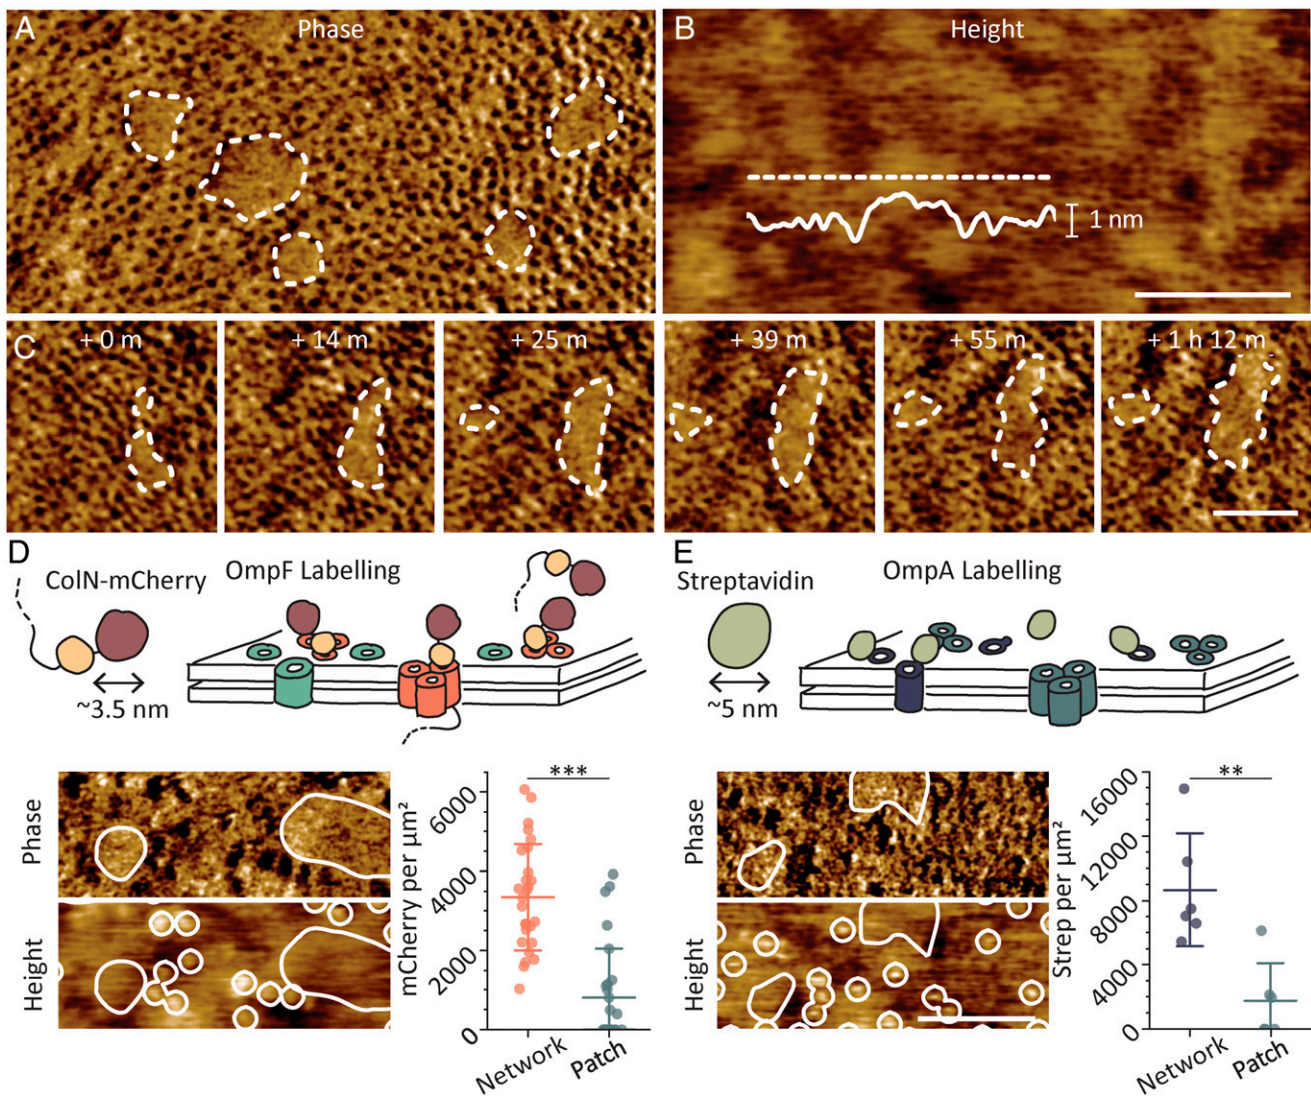 A
Phase
B
Height
1 nm
C
+ 0 m
+ 14 m
+ 25 m
+ 39 m
+ 55 m
+ 1 h 12 m
D
ColN-mCherry
OmpF Labelling
~3.5 nm
E
Streptavidin
OmpA Labelling
~5 nm
Phase
Height
mCherry per µm²
6000
4000
2000
0
***
Network
Patch
Phase
Height
Strep per µm²
16000
12000
8000
4000
0
**
Network
Patch